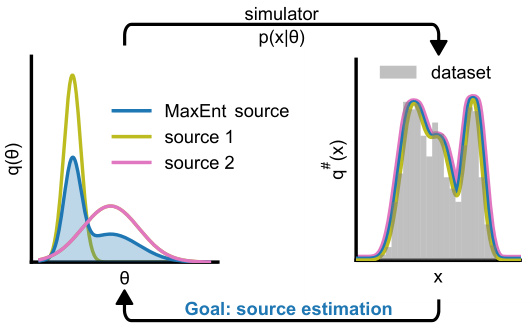 simulator
p(x|θ)
MaxEnt source
source 1
source 2
q(θ)
θ
dataset
q#(x)
x
Goal: source estimation